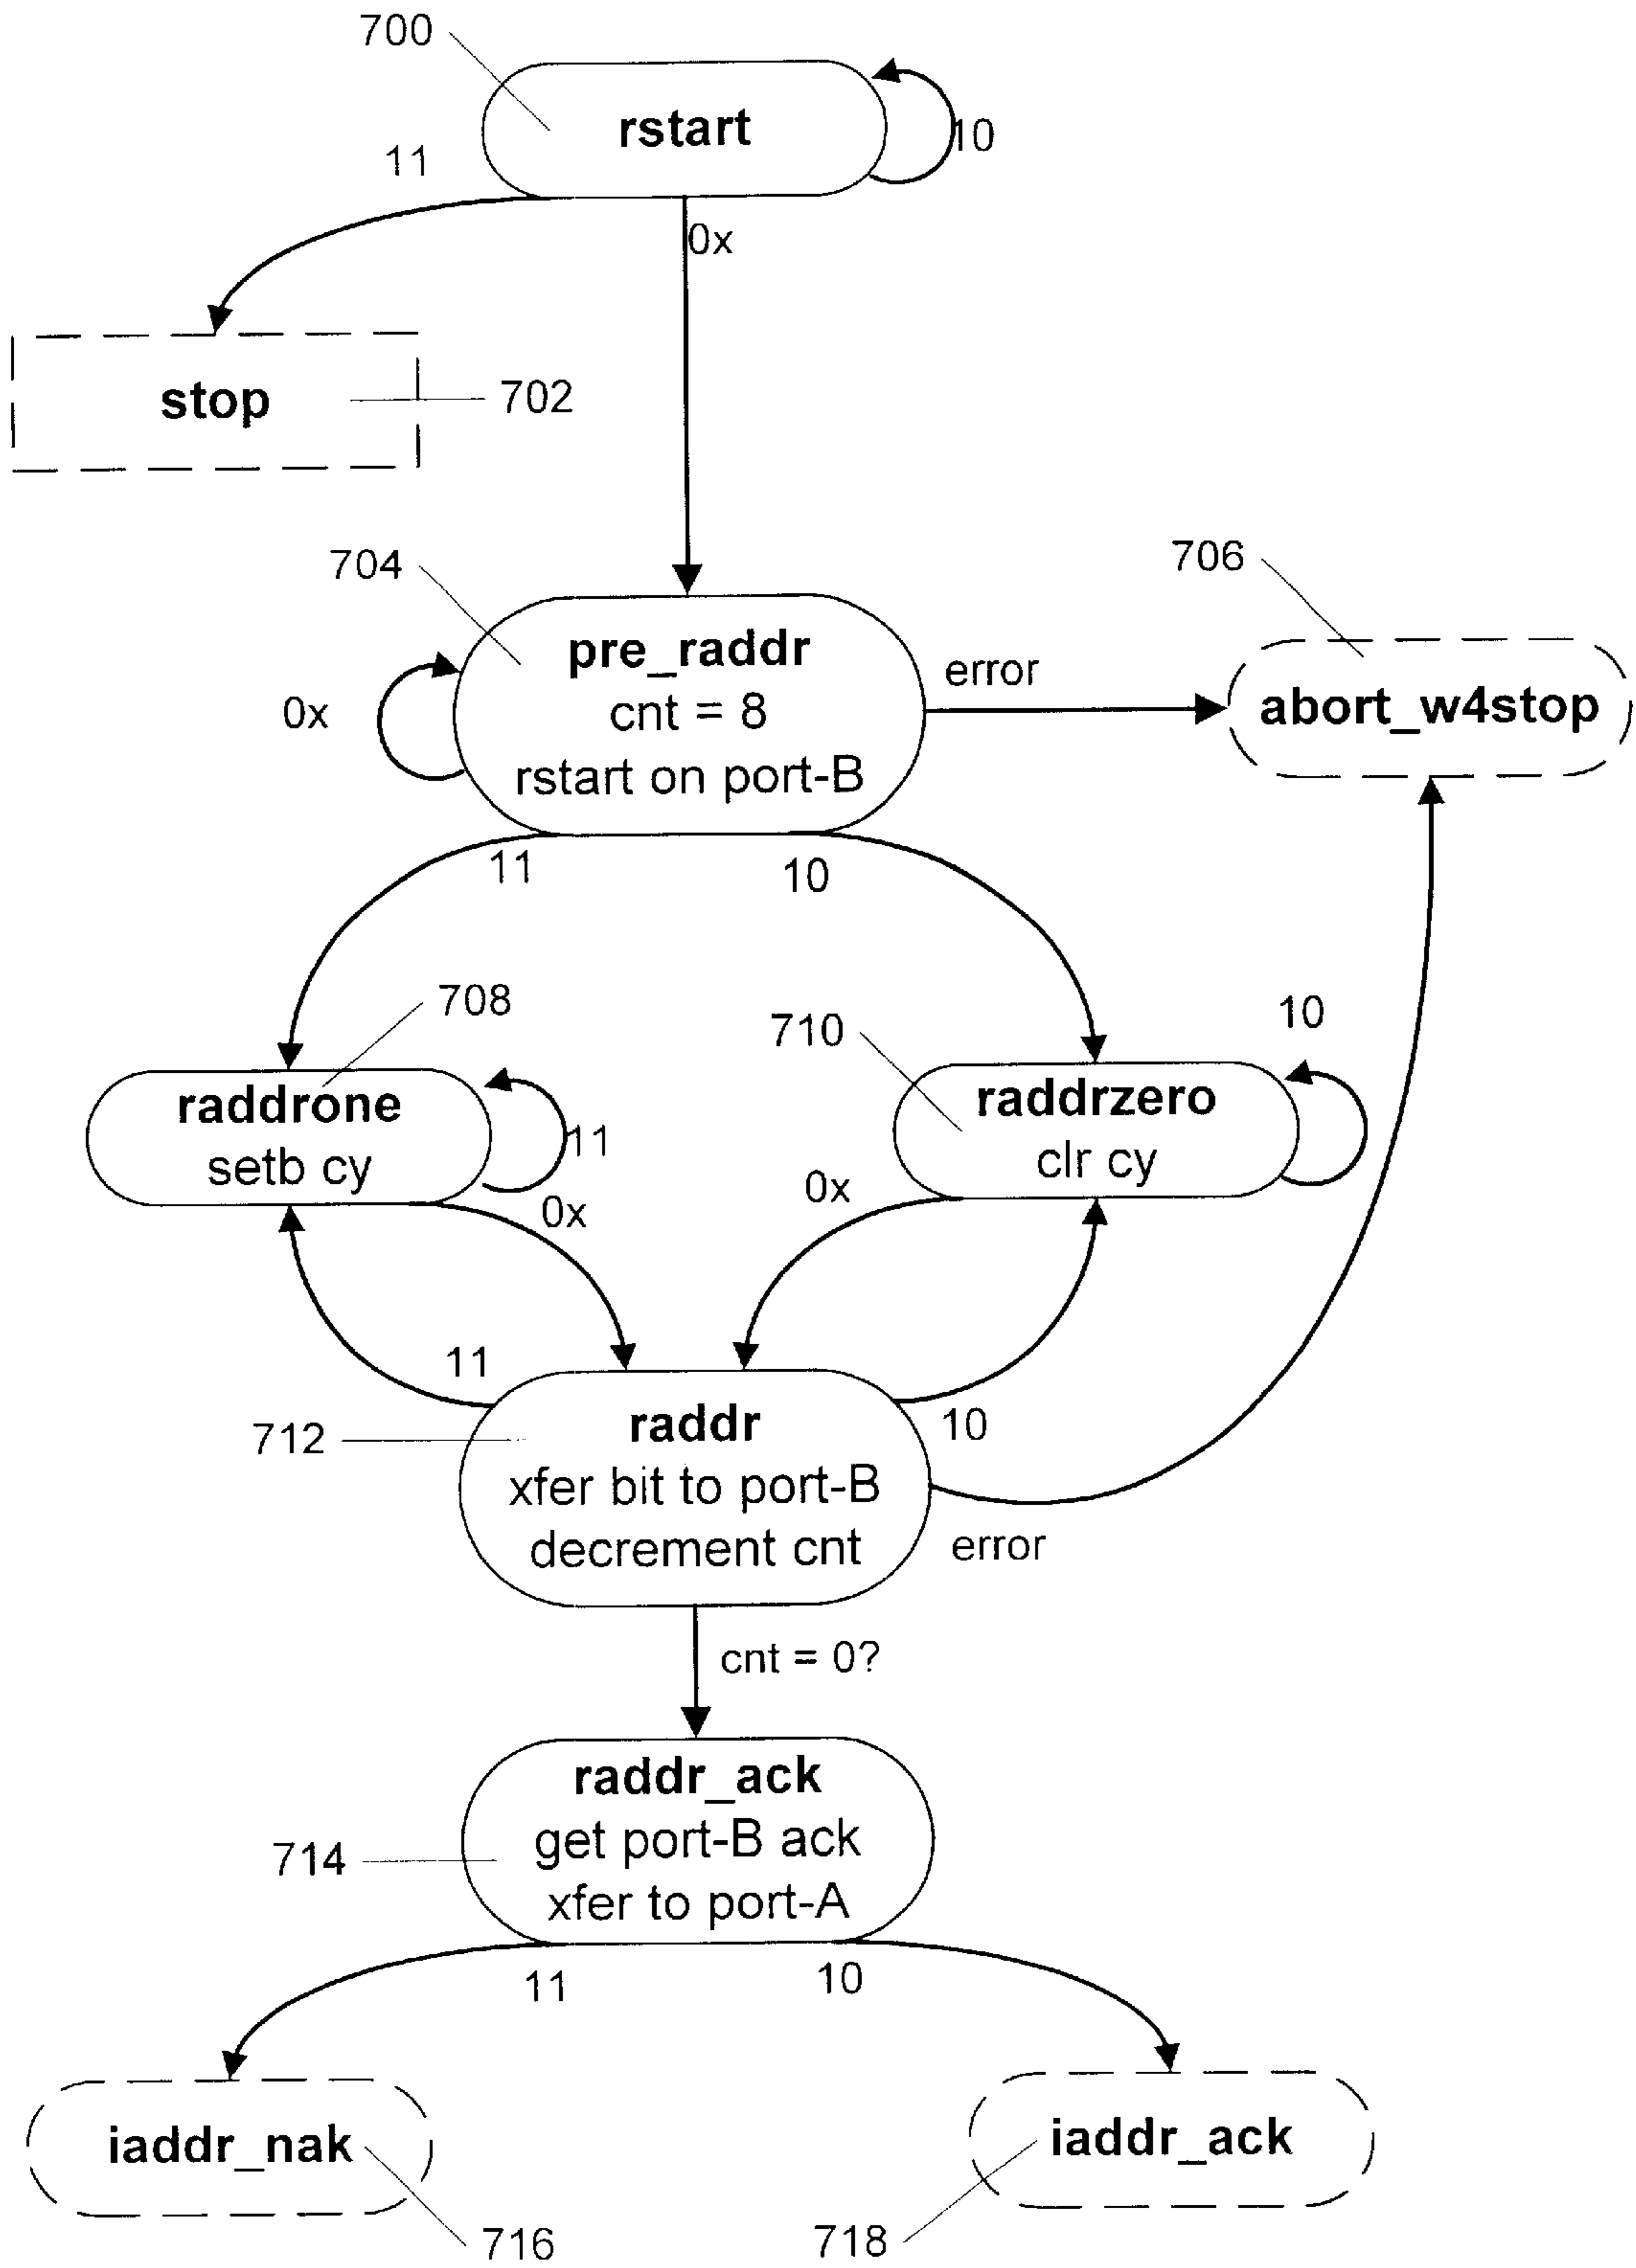 700
rstart
10
11
0x
stop
702
704
706
pre_raddr
cnt = 8
rstart on port-B
0x
error
abort_w4stop
11
10
708
710
10
raddrone
setb cy
11
raddrzero
clr cy
0x
0x
11
10
712
raddr
xfer bit to port-B
decrement cnt
error
cnt = 0?
raddr_ack
get port-B ack
xfer to port-A
714
11
10
iaddr_nak
iaddr_ack
716
718